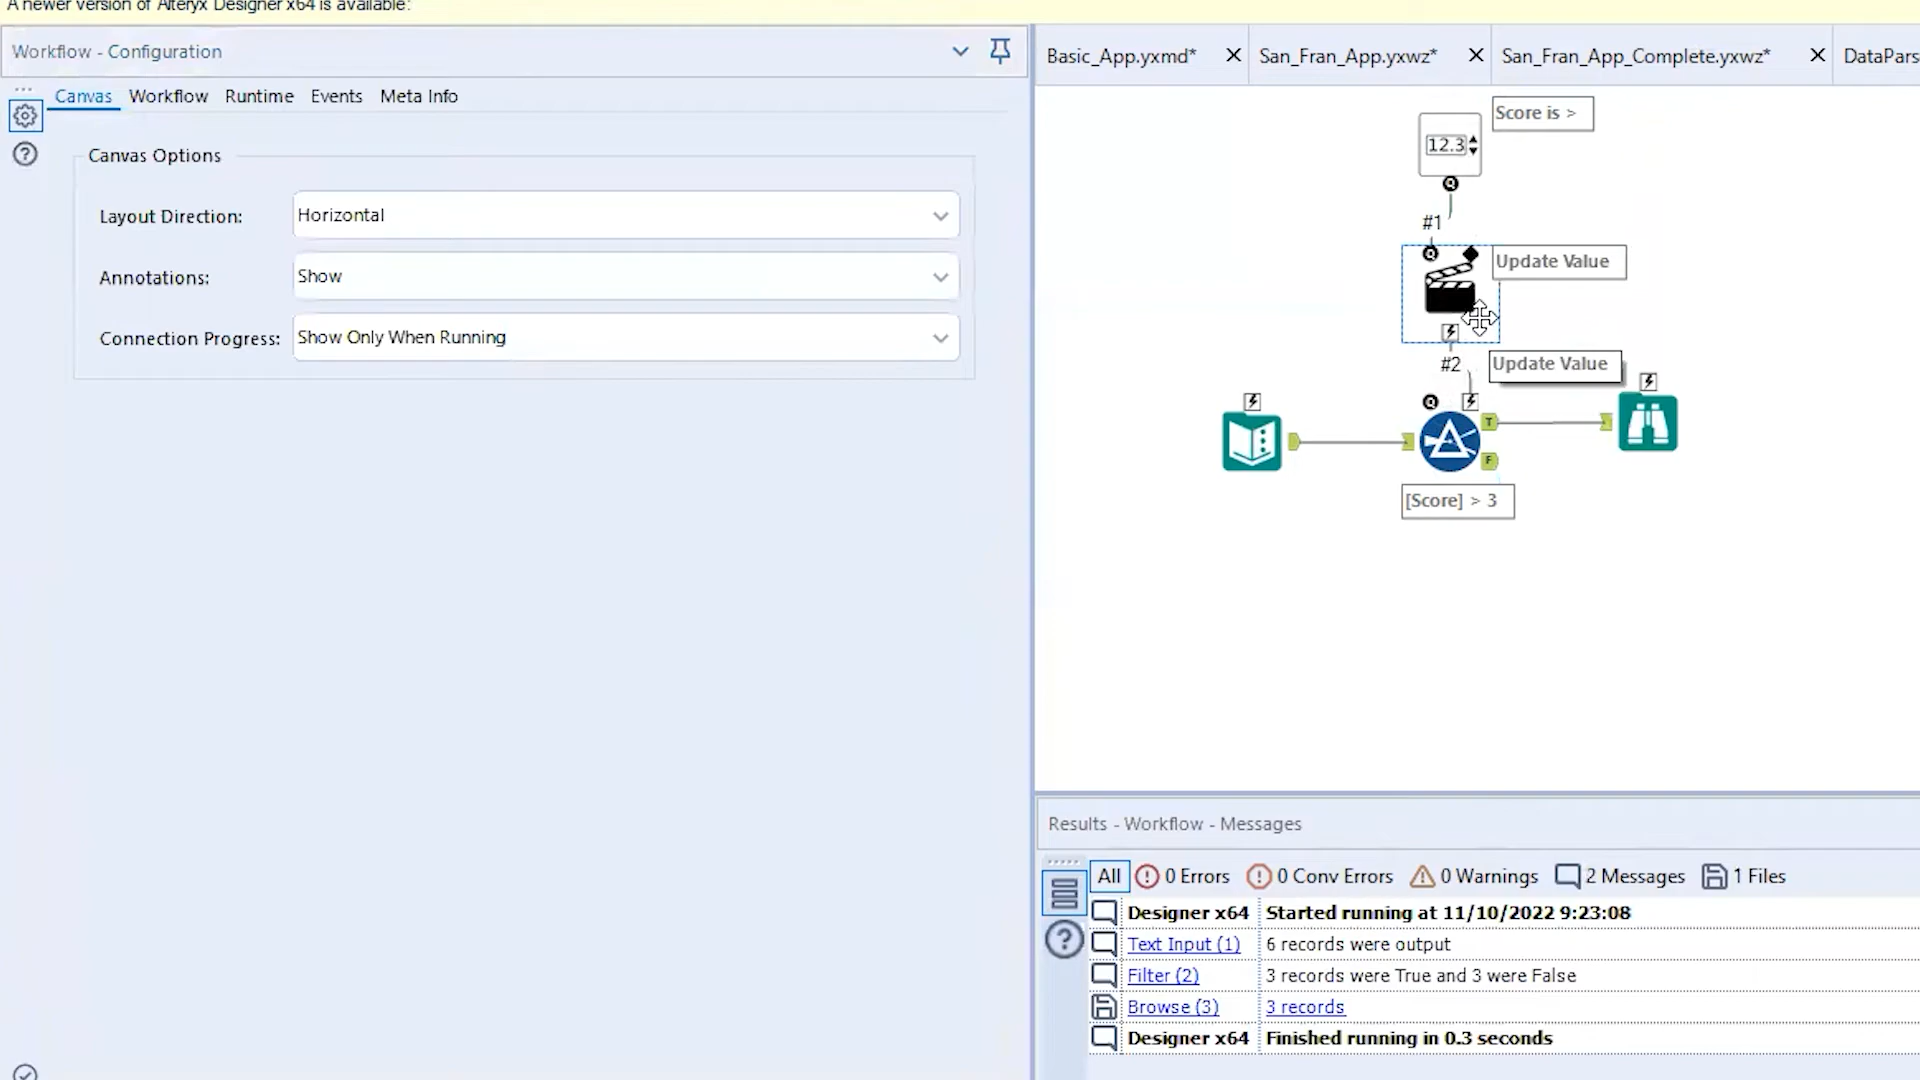 A newer version of Alteryx Designer x64 is available:
Workflow - Configuration
Basic_App.yxmd*
San_Fran_App.yxwz*
San_Fran_App_Complete.yxwz*
DataPars
Canvas Workflow Runtime Events Meta Info
Canvas Options
Layout Direction: Horizontal
Annotations: Show
Connection Progress: Show Only When Running
Score is >
12.3
#1
Update Value
#2
Update Value
T
F
[Score] > 3
Results - Workflow - Messages
All 0 Errors 0 Conv Errors 0 Warnings 2 Messages 1 Files
Designer x64 Started running at 11/10/2022 9:23:08
Text Input (1) 6 records were output
Filter (2) 3 records were True and 3 were False
Browse (3) 3 records
Designer x64 Finished running in 0.3 seconds